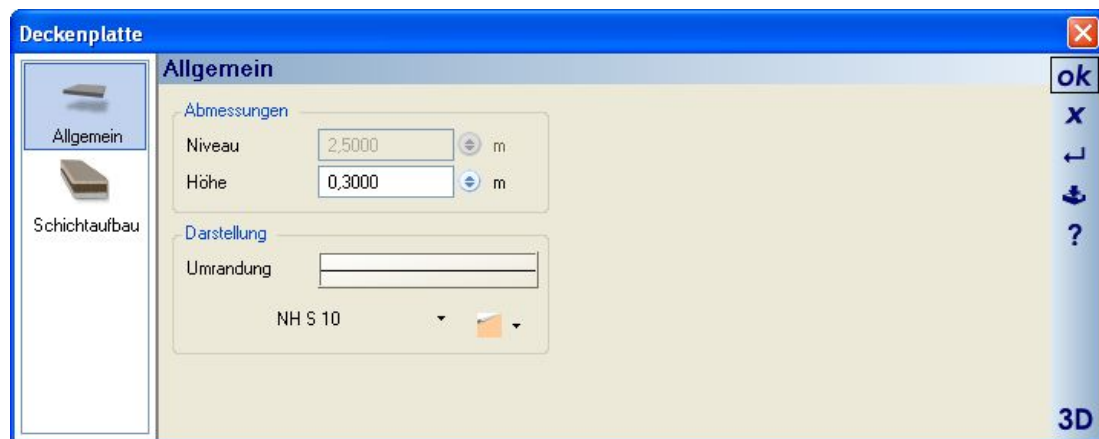 Deckenplatte
Allgemein
Schichtaufbau
Allgemein
Abmessungen
Niveau 2,5000 m
Höhe 0,3000 m
Darstellung
Umrandung
NH S 10
ok
x
?
3D